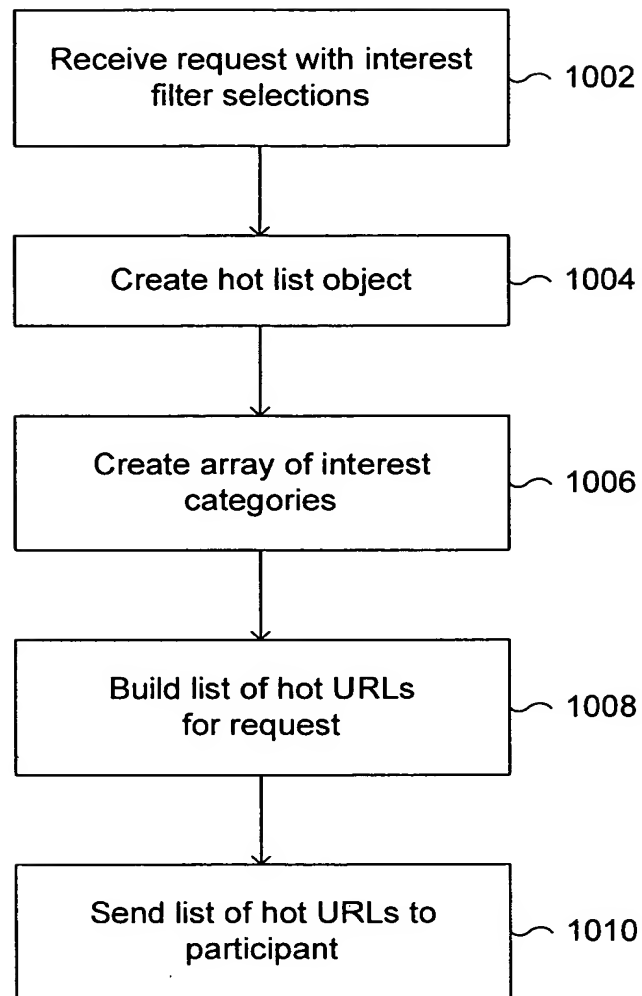 Receive request with interest
filter selections
1002
Create hot list object
1004
Create array of interest
categories
1006
Build list of hot URLs
for request
1008
Send list of hot URLs to
participant
1010